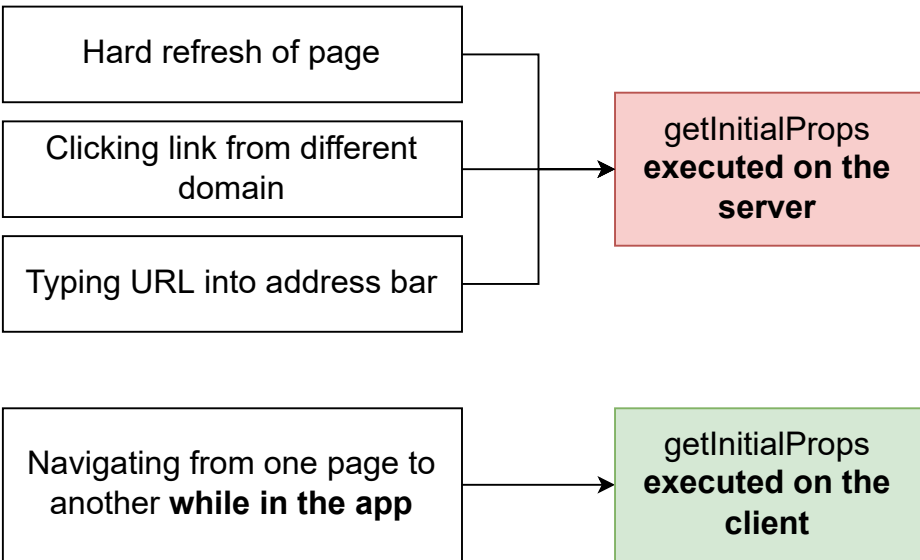 Hard refresh of page
Clicking link from different
domain
Typing URL into address bar
getInitialProps
executed on the
server
Navigating from one page to
another while in the app
getInitialProps
executed on the
client